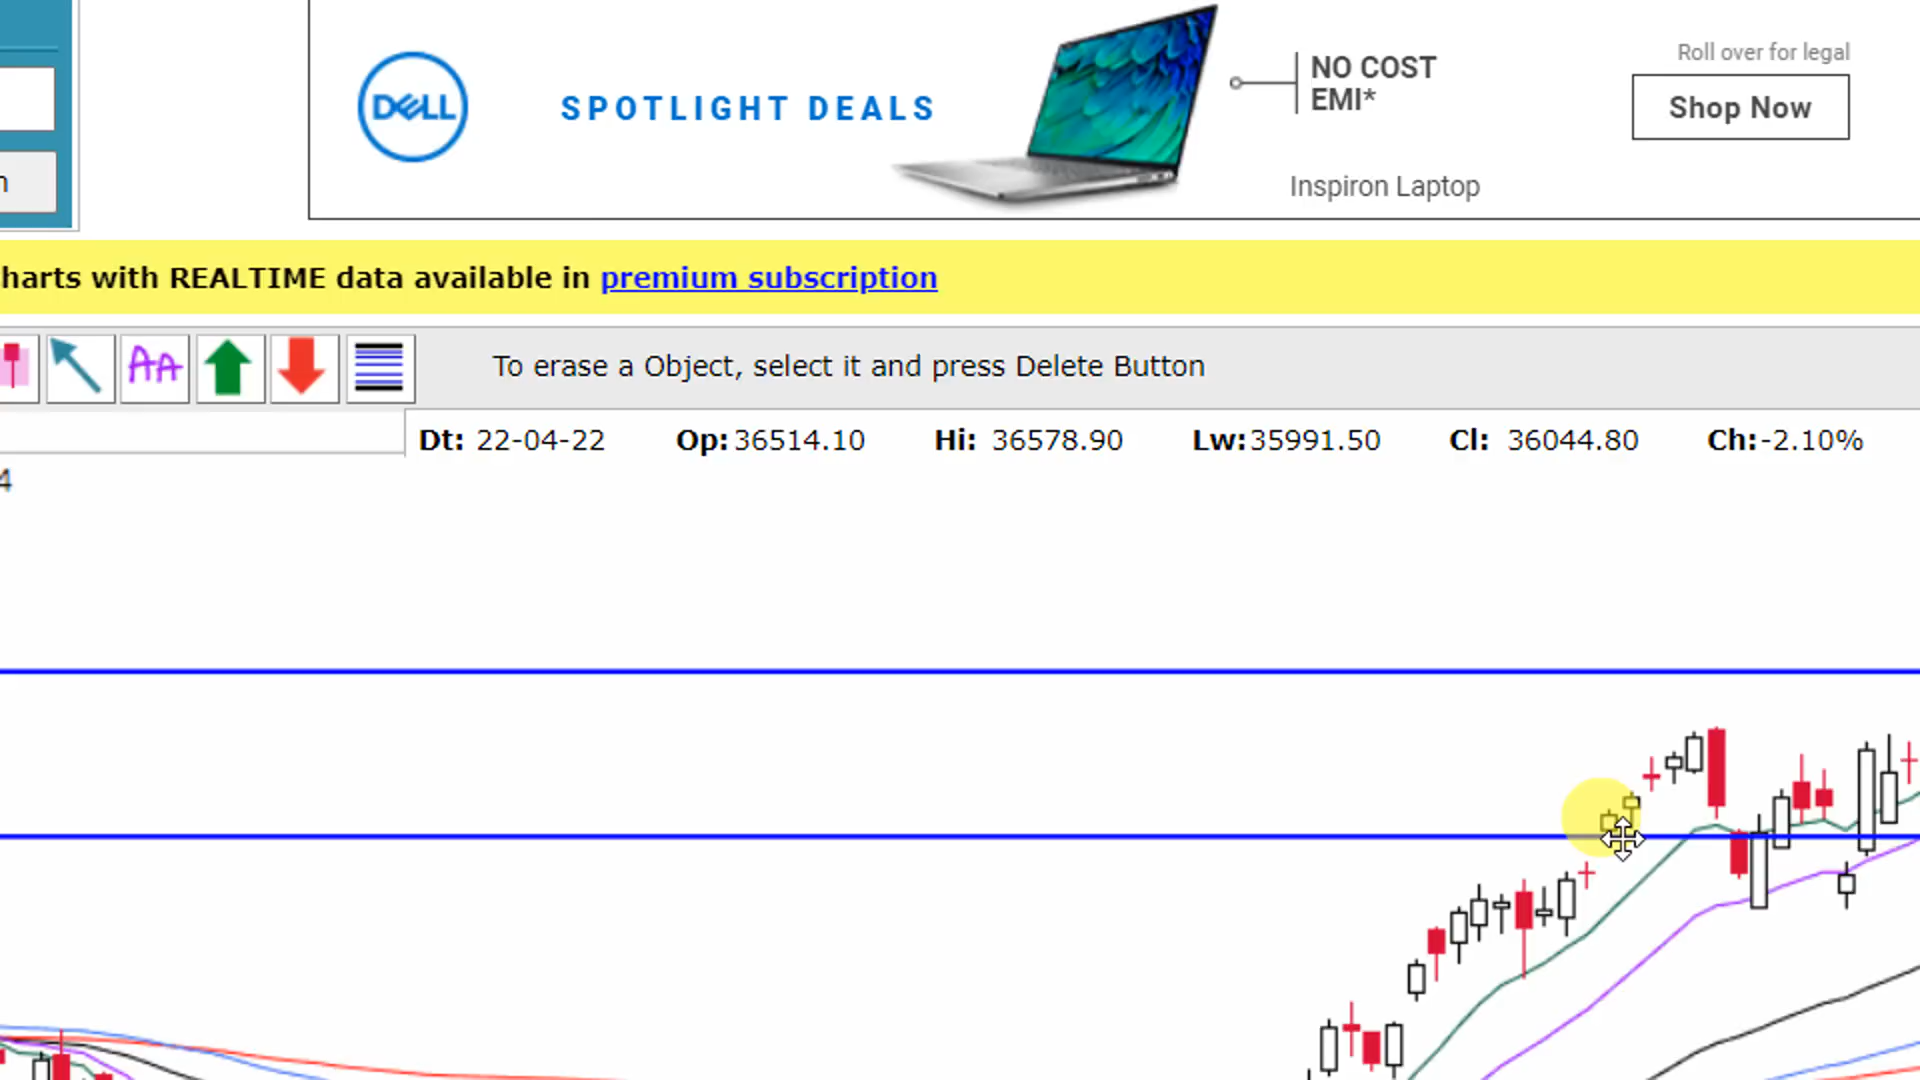 Roll over for legal
NO COST
EMI*
DELL
SPOTLIGHT DEALS
Shop Now
Inspiron Laptop
harts with REALTIME data available in premium subscription
AA
To erase a Object, select it and press Delete Button
Dt: 22-04-22 Op: 36514.10 Hi: 36578.90 Lw: 35991.50 Cl: 36044.80 Ch: -2.10%
4